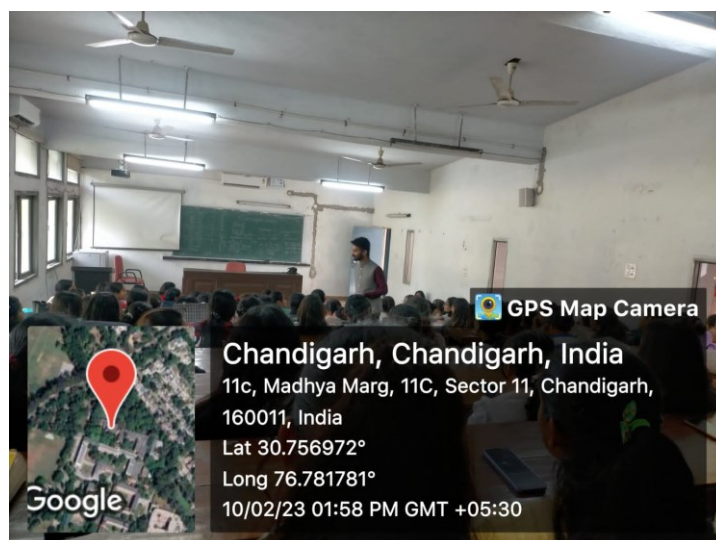 GPS Map Camera
Chandigarh, Chandigarh, India
11c, Madhya Marg, 11C, Sector 11, Chandigarh,
160011, India
Lat 30.756972°
Long 76.781781°
10/02/23 01:58 PM GMT +05:30
Google